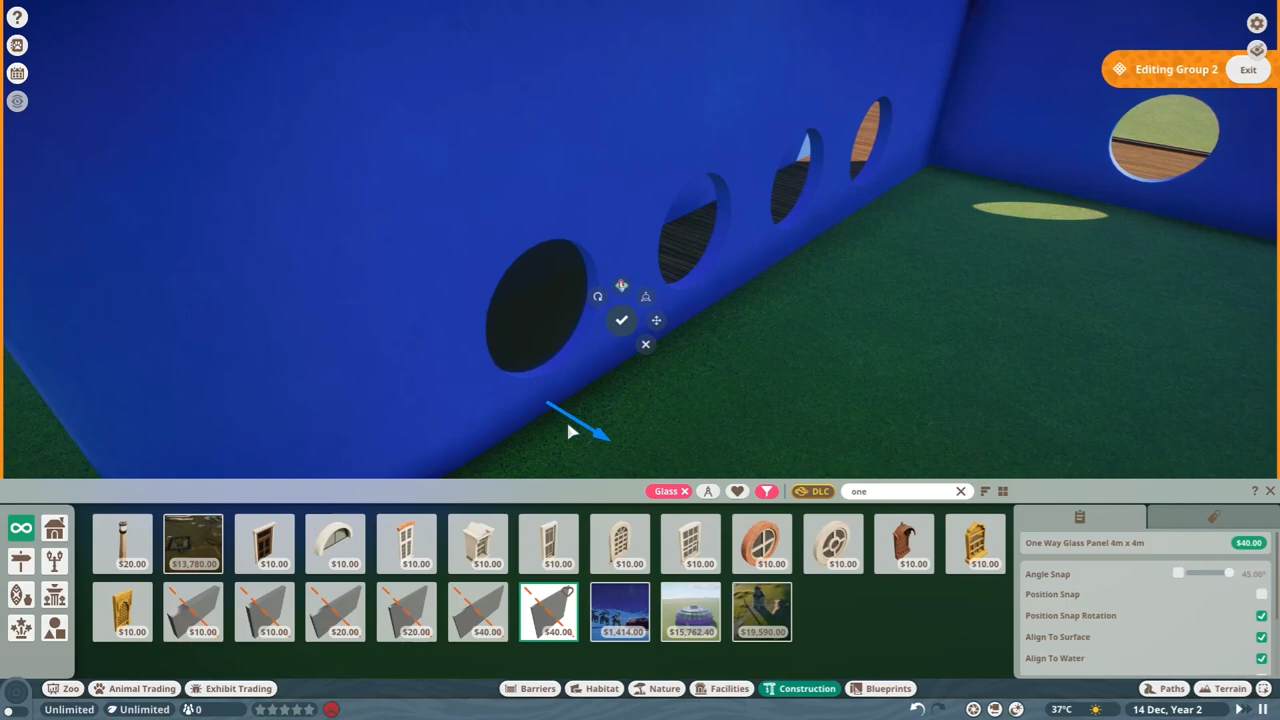 ?
Editing Group 2
Exit
Glass
DLC
one
?
$20.00
$13,780.00
$10.00
$10.00
$10.00
$10.00
$10.00
$10.00
$10.00
$10.00
$10.00
$10.00
$10.00
$10.00
$10.00
$10.00
$20.00
$20.00
$40.00
$40.00
$1,414.00
$15,762.40
$19,590.00
One Way Glass Panel 4m x 4m
$40.00
Angle Snap
45.00°
Position Snap
Position Snap Rotation
Align To Surface
Align To Water
Zoo
Animal Trading
Exhibit Trading
Barriers
Habitat
Nature
Facilities
Construction
Blueprints
Paths
Terrain
Unlimited
Unlimited
0
37°C
14 Dec, Year 2